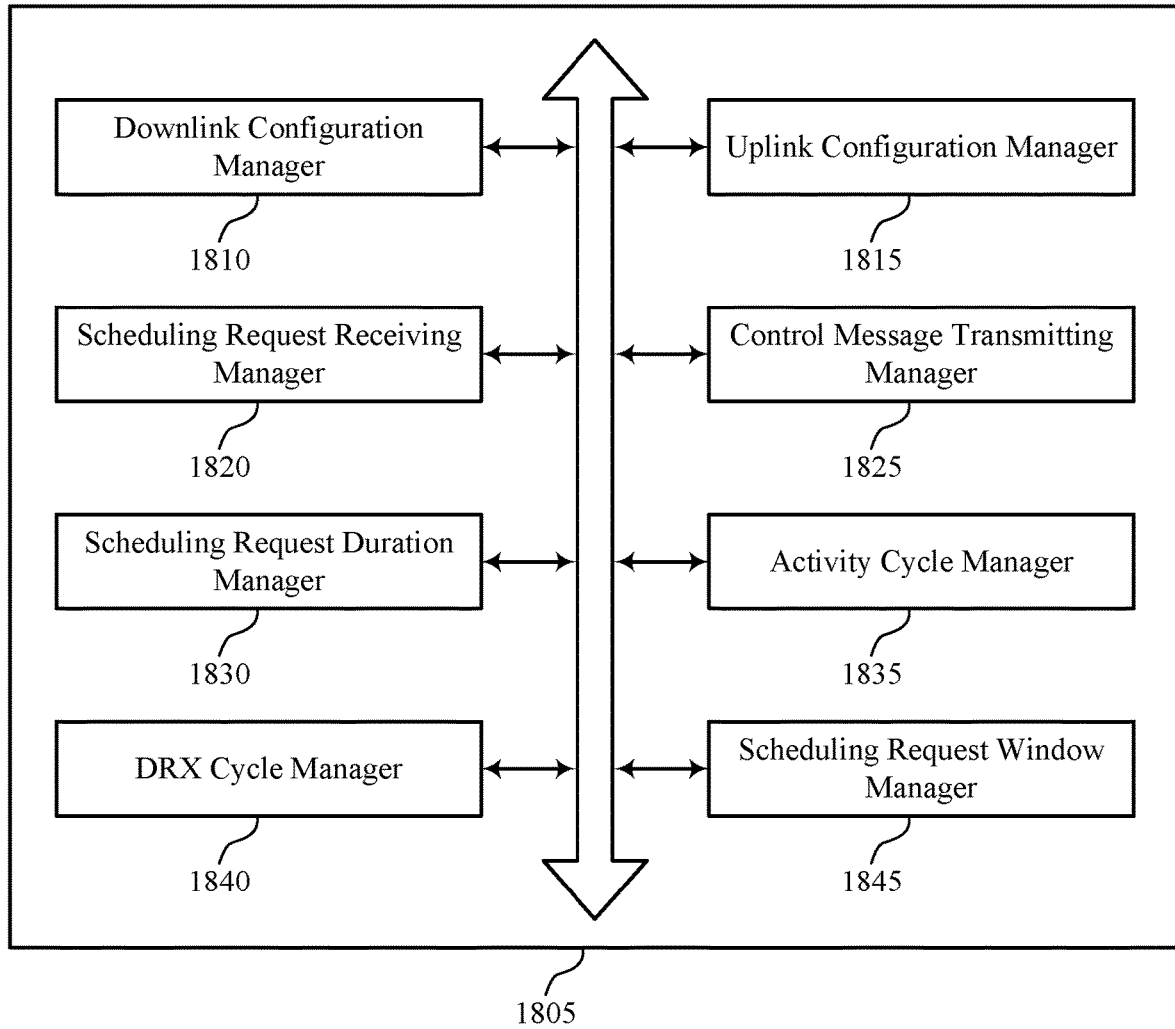 Downlink Configuration
Manager
1810
Uplink Configuration Manager
1815
Scheduling Request Receiving
Manager
1820
Control Message Transmitting
Manager
1825
Scheduling Request Duration
Manager
1830
Activity Cycle Manager
1835
DRX Cycle Manager
1840
Scheduling Request Window
Manager
1845
1805